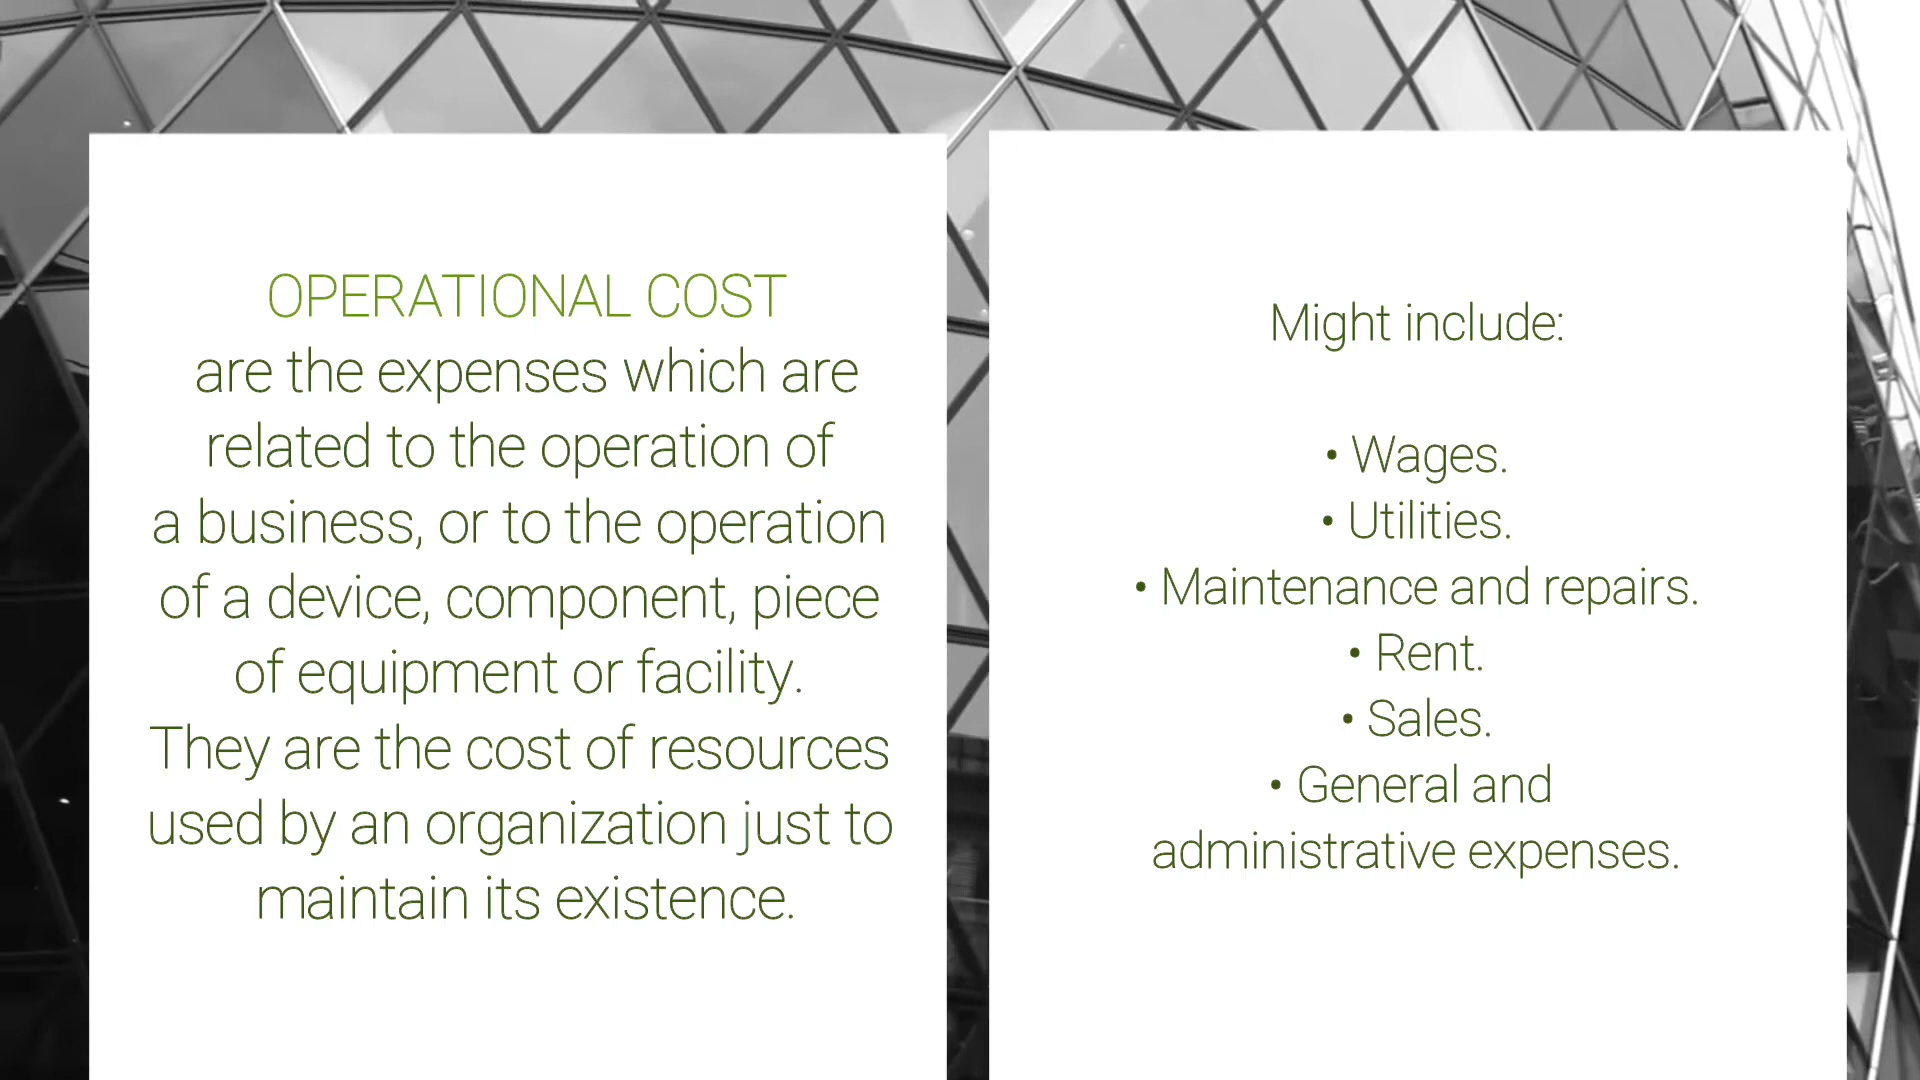 OPERATIONAL COST
are the expenses which are
related to the operation of
a business, or to the operation
of a device, component, piece
of equipment or facility.
They are the cost of resources
used by an organization just to
maintain its existence.
Might include:
• Wages.
• Utilities.
• Maintenance and repairs.
• Rent.
• Sales.
• General and
administrative expenses.